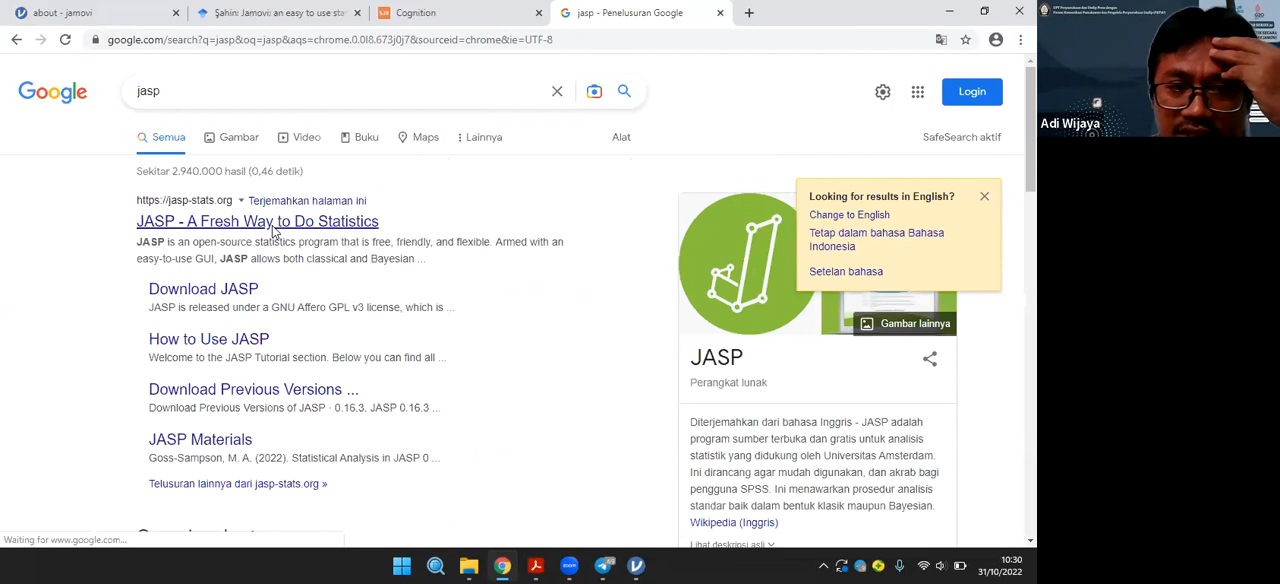 about - jamovi
Şahin: Jamovi an easy to use sta
Cognition
jasp - Penelusuran Google
google.com/search?q=jasp&oq=jasp&aqs=chrome.0.0l8.673j0j7&sourceid=chrome&ie=UTF-8
Google
jasp
Login
Semua
Gambar
Video
Buku
Maps
Lainnya
Alat
SafeSearch aktif
Sekitar 2.940.000 hasil (0,46 detik)
https://jasp-stats.org
Terjemahkan halaman ini
JASP - A Fresh Way to Do Statistics
JASP is an open-source statistics program that is free, friendly, and flexible. Armed with an
easy-to-use GUI, JASP allows both classical and Bayesian ...
Download JASP
JASP is released under a GNU Affero GPL v3 license, which is ...
How to Use JASP
Welcome to the JASP Tutorial section. Below you can find all ...
Download Previous Versions ...
Download Previous Versions of JASP · 0.16.3. JASP 0.16.3 ...
JASP Materials
Goss-Sampson, M. A. (2022). Statistical Analysis in JASP 0 ...
Telusuran lainnya dari jasp-stats.org »
Looking for results in English?
Change to English
Tetap dalam bahasa Bahasa
Indonesia
Setelan bahasa
Gambar lainnya
JASP
Perangkat lunak
Diterjemahkan dari bahasa Inggris - JASP adalah
program sumber terbuka dan gratis untuk analisis
statistik yang didukung oleh Universitas Amsterdam.
Ini dirancang agar mudah digunakan, dan akrab bagi
pengguna SPSS. Ini menawarkan prosedur analisis
standar baik dalam bentuk klasik maupun Bayesian.
Wikipedia (Inggris)
Lihat deskripsi asli
Waiting for www.google.com...
zoom
10:30
31/10/2022
Adi Wijaya